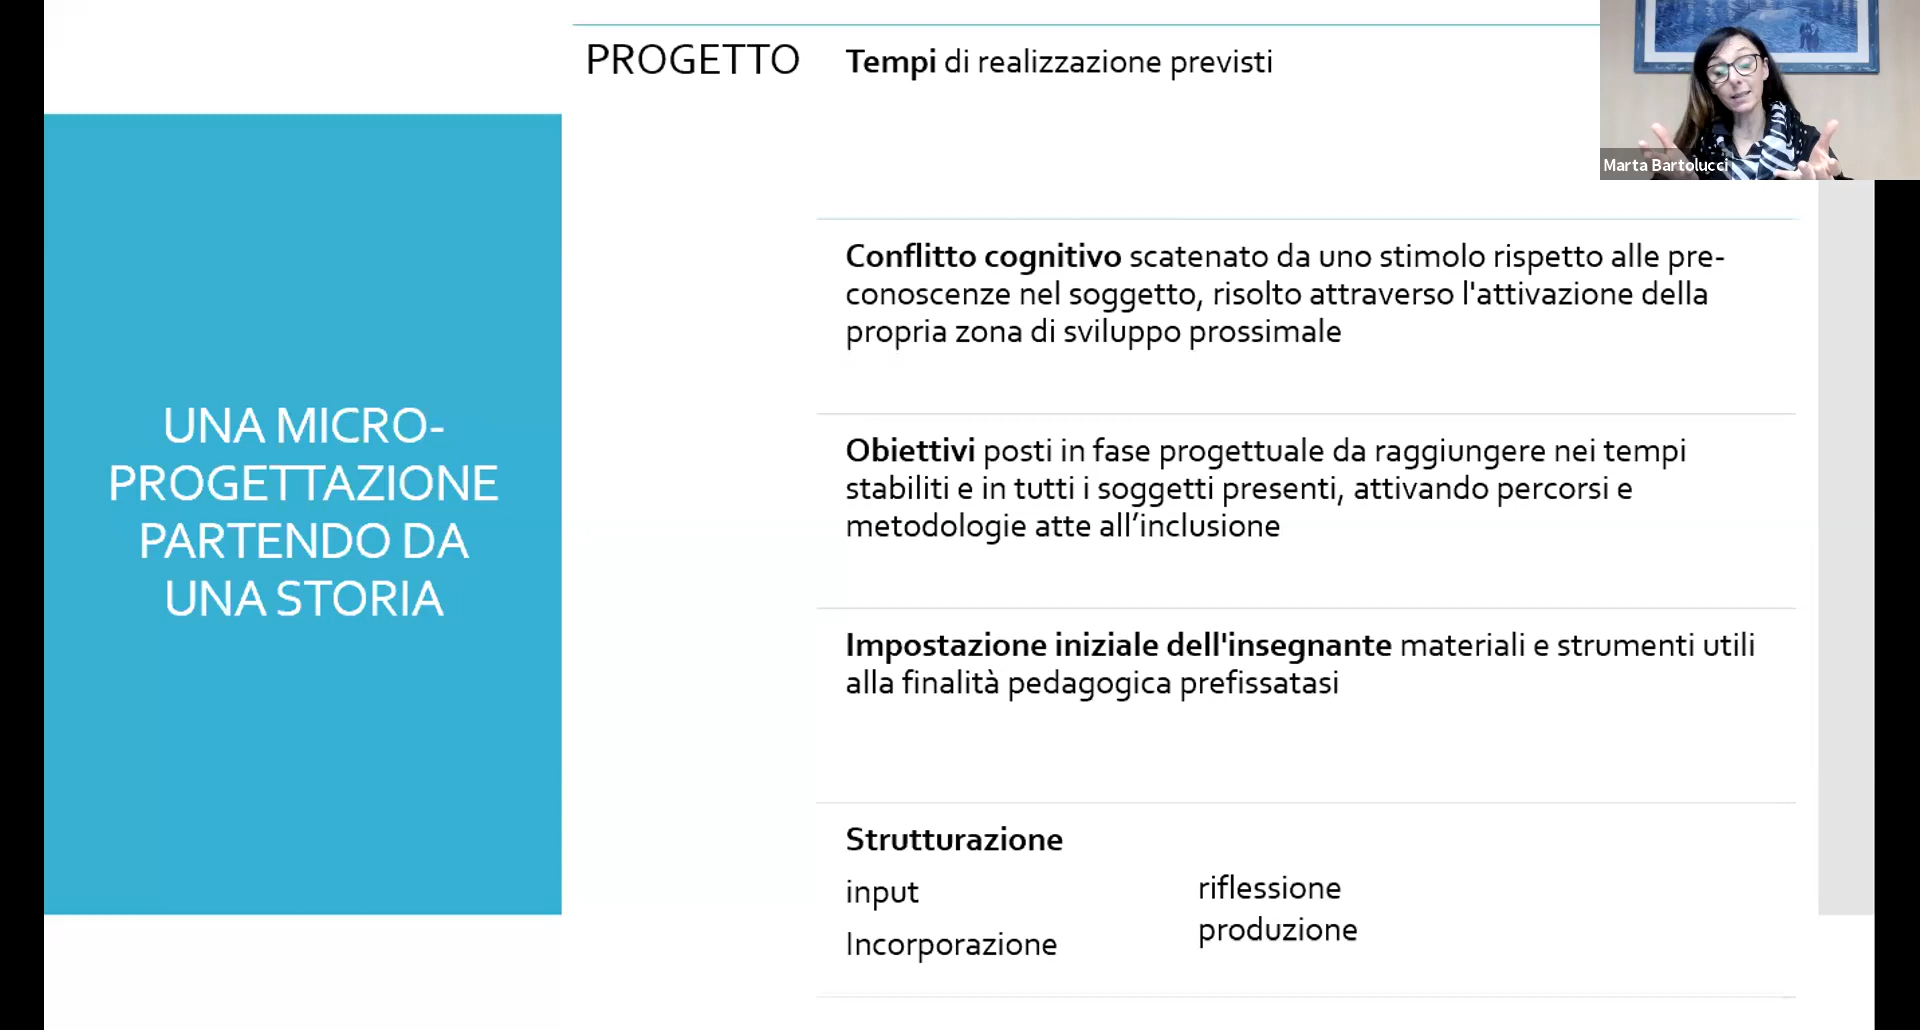 PROGETTO
Tempi di realizzazione previsti
Marta Bartolucci
UNA MICRO-
PROGETTAZIONE
PARTENDO DA
UNA STORIA
Conflitto cognitivo scatenato da uno stimolo rispetto alle pre-
conoscenze nel soggetto, risolto attraverso l'attivazione della
propria zona di sviluppo prossimale
Obiettivi posti in fase progettuale da raggiungere nei tempi
stabiliti e in tutti i soggetti presenti, attivando percorsi e
metodologie atte all’inclusione
Impostazione iniziale dell'insegnante materiali e strumenti utili
alla finalità pedagogica prefissatasi
Strutturazione
input
Incorporazione
riflessione
produzione